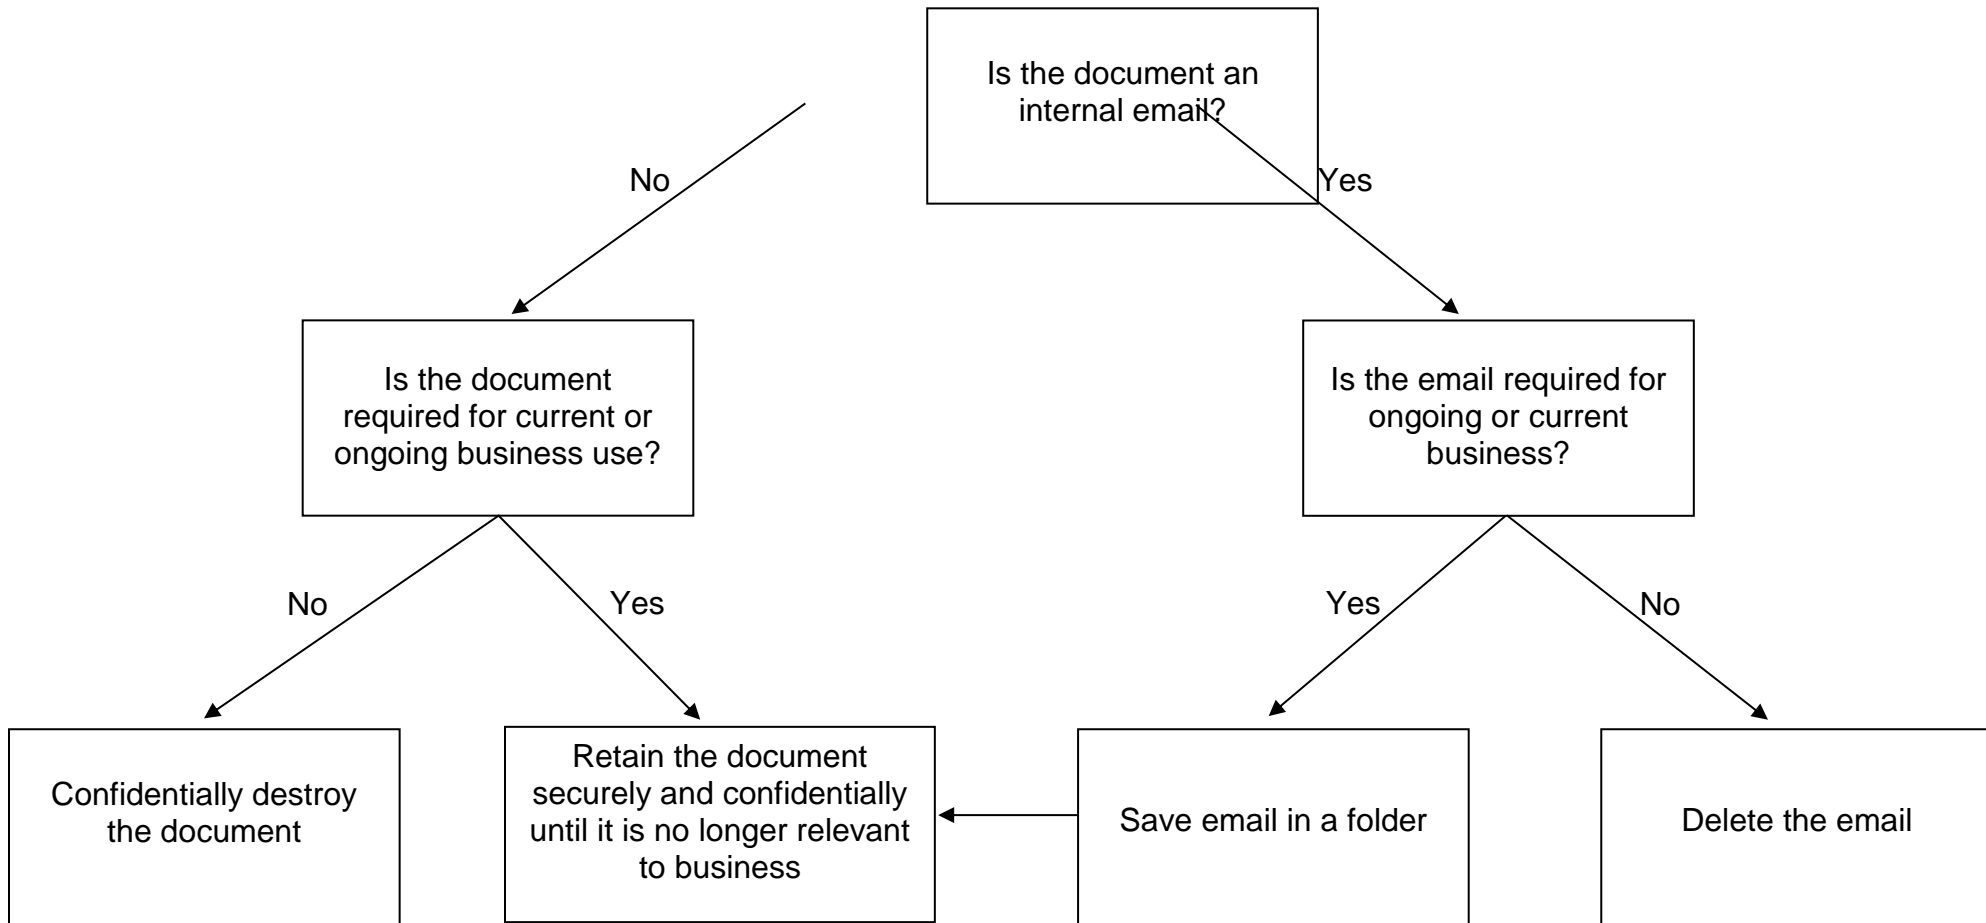 Is the document an
internal email?
No
Yes
Is the document
required for current or
ongoing business use?
Is the email required for
ongoing or current
business?
No
Yes
Yes
No
Confidentially destroy
the document
Retain the document
securely and confidentially
until it is no longer relevant
to business
Save email in a folder
Delete the email